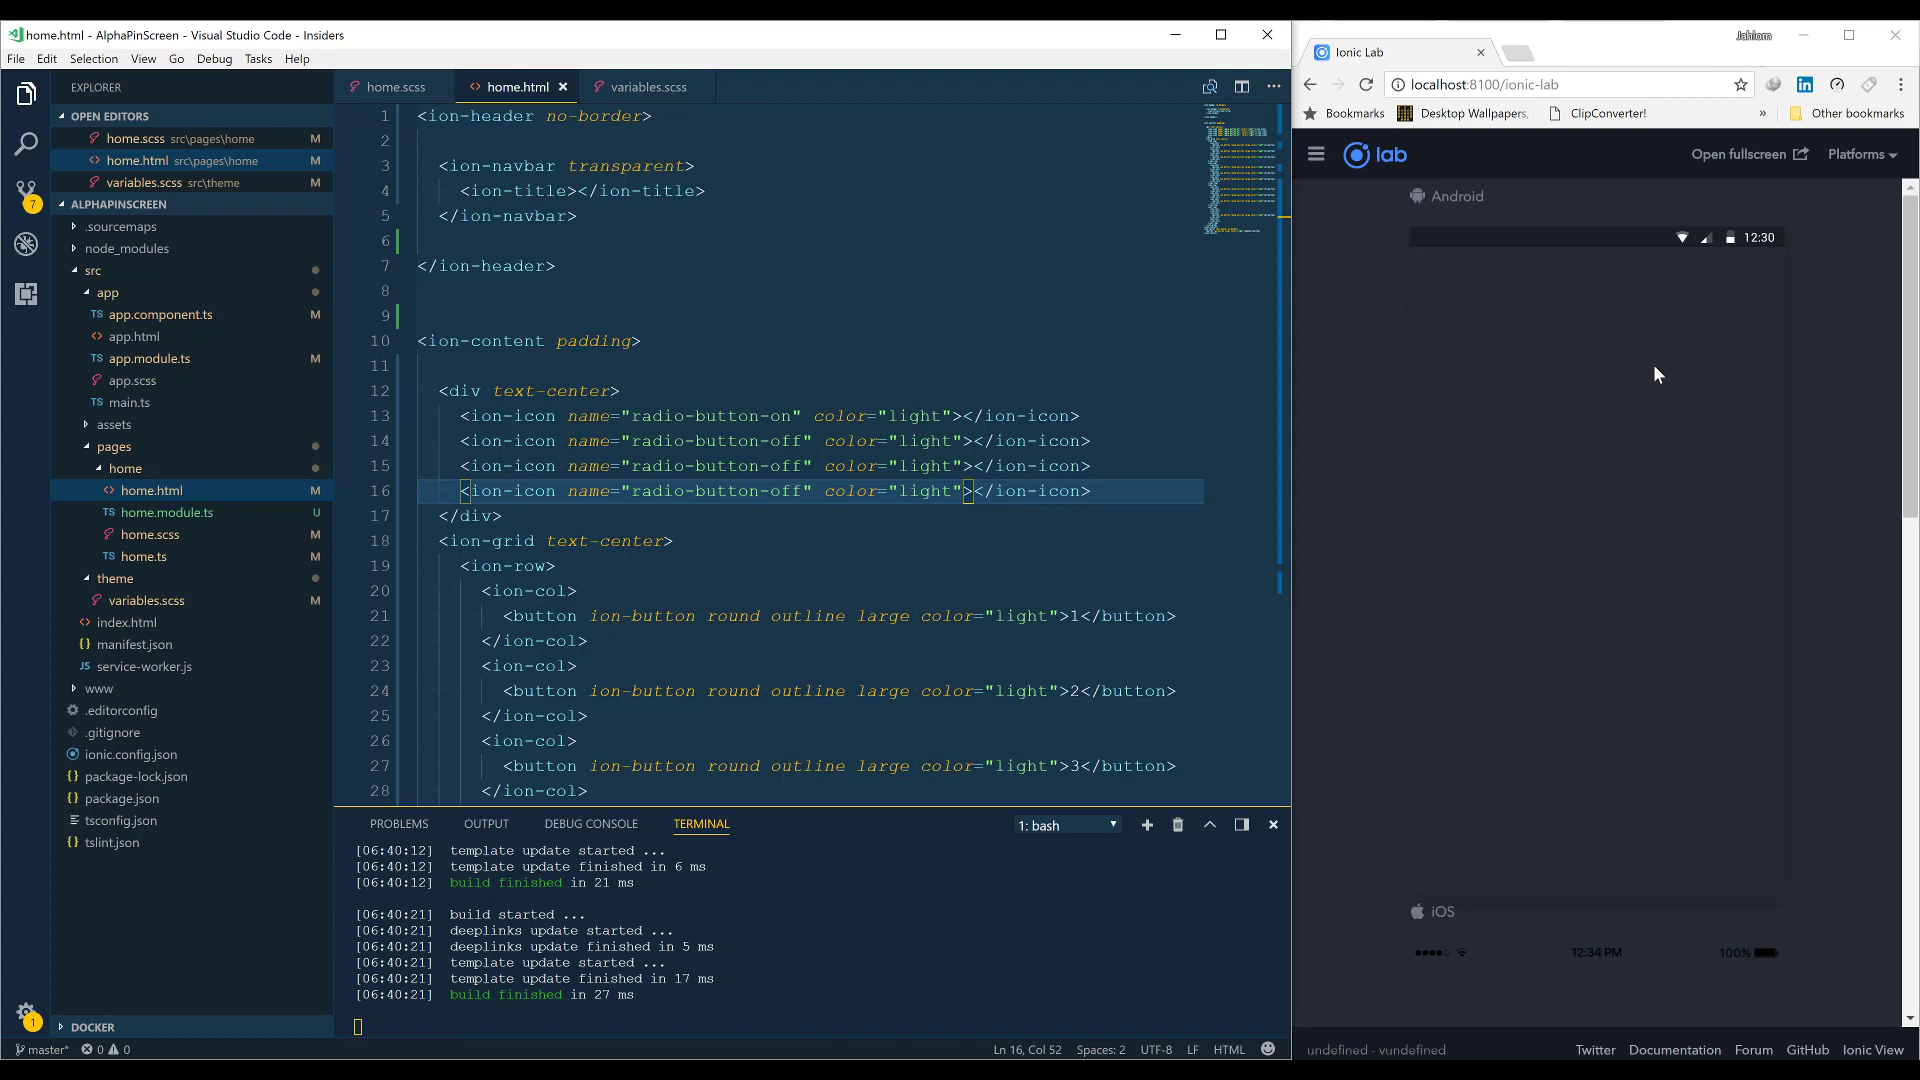 home.html - AlphaPinScreen - Visual Studio Code - Insiders
File Edit Selection View Go Debug Tasks Help
EXPLORER
OPEN EDITORS
home.scss src\pages\home M
home.html src\pages\home M
variables.scss src\theme M
ALPHAPINSCREEN
.sourcemaps
node_modules
src
app
TS app.component.ts M
app.html
TS app.module.ts M
app.scss
TS main.ts
assets
pages
home
home.html M
TS home.module.ts U
home.scss M
TS home.ts M
theme
variables.scss M
index.html
{} manifest.json
JS service-worker.js
www
.editorconfig
.gitignore
ionic.config.json
{} package-lock.json
{} package.json
tsconfig.json
{} tslint.json
DOCKER
7
1
home.scss home.html variables.scss
1 <ion-header no-border>
2
3 <ion-navbar transparent>
4 <ion-title></ion-title>
5 </ion-navbar>
6
7 </ion-header>
8
9
10 <ion-content padding>
11
12 <div text-center>
13 <ion-icon name="radio-button-on" color="light"></ion-icon>
14 <ion-icon name="radio-button-off" color="light"></ion-icon>
15 <ion-icon name="radio-button-off" color="light"></ion-icon>
16 <ion-icon name="radio-button-off" color="light"></ion-icon>
17 </div>
18 <ion-grid text-center>
19 <ion-row>
20 <ion-col>
21 <button ion-button round outline large color="light">1</button>
22 </ion-col>
23 <ion-col>
24 <button ion-button round outline large color="light">2</button>
25 </ion-col>
26 <ion-col>
27 <button ion-button round outline large color="light">3</button>
28 </ion-col>
PROBLEMS OUTPUT DEBUG CONSOLE TERMINAL 1: bash
[06:40:12] template update started ...
[06:40:12] template update finished in 6 ms
[06:40:12] build finished in 21 ms
[06:40:21] build started ...
[06:40:21] deeplinks update started ...
[06:40:21] deeplinks update finished in 5 ms
[06:40:21] template update started ...
[06:40:21] template update finished in 17 ms
[06:40:21] build finished in 27 ms
master* 0 0 Ln 16, Col 52 Spaces: 2 UTF-8 LF HTML
Jahlom
Ionic Lab
localhost:8100/ionic-lab
Bookmarks Desktop Wallpapers, ClipConverter! » Other bookmarks
lab Open fullscreen Platforms
Android
12:30
iOS
12:34 PM 100%
undefined - vundefined Twitter Documentation Forum GitHub Ionic View